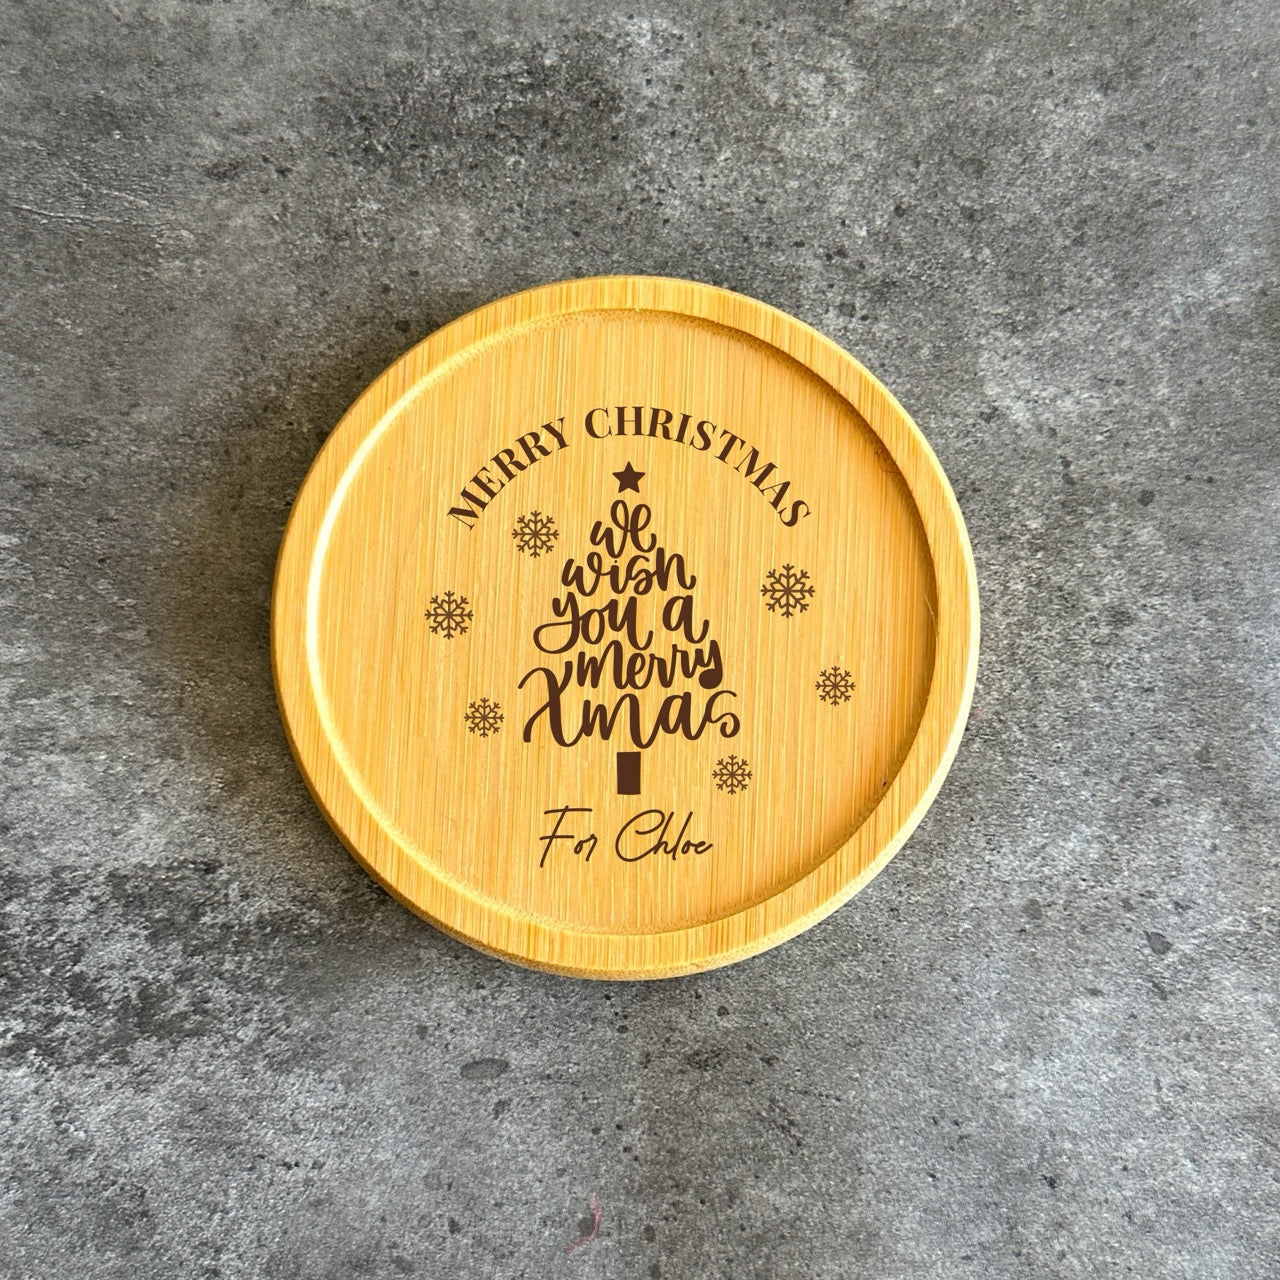 MERRY CHRISTMAS
we
wish
you a
merry
Xmas
For Chloe